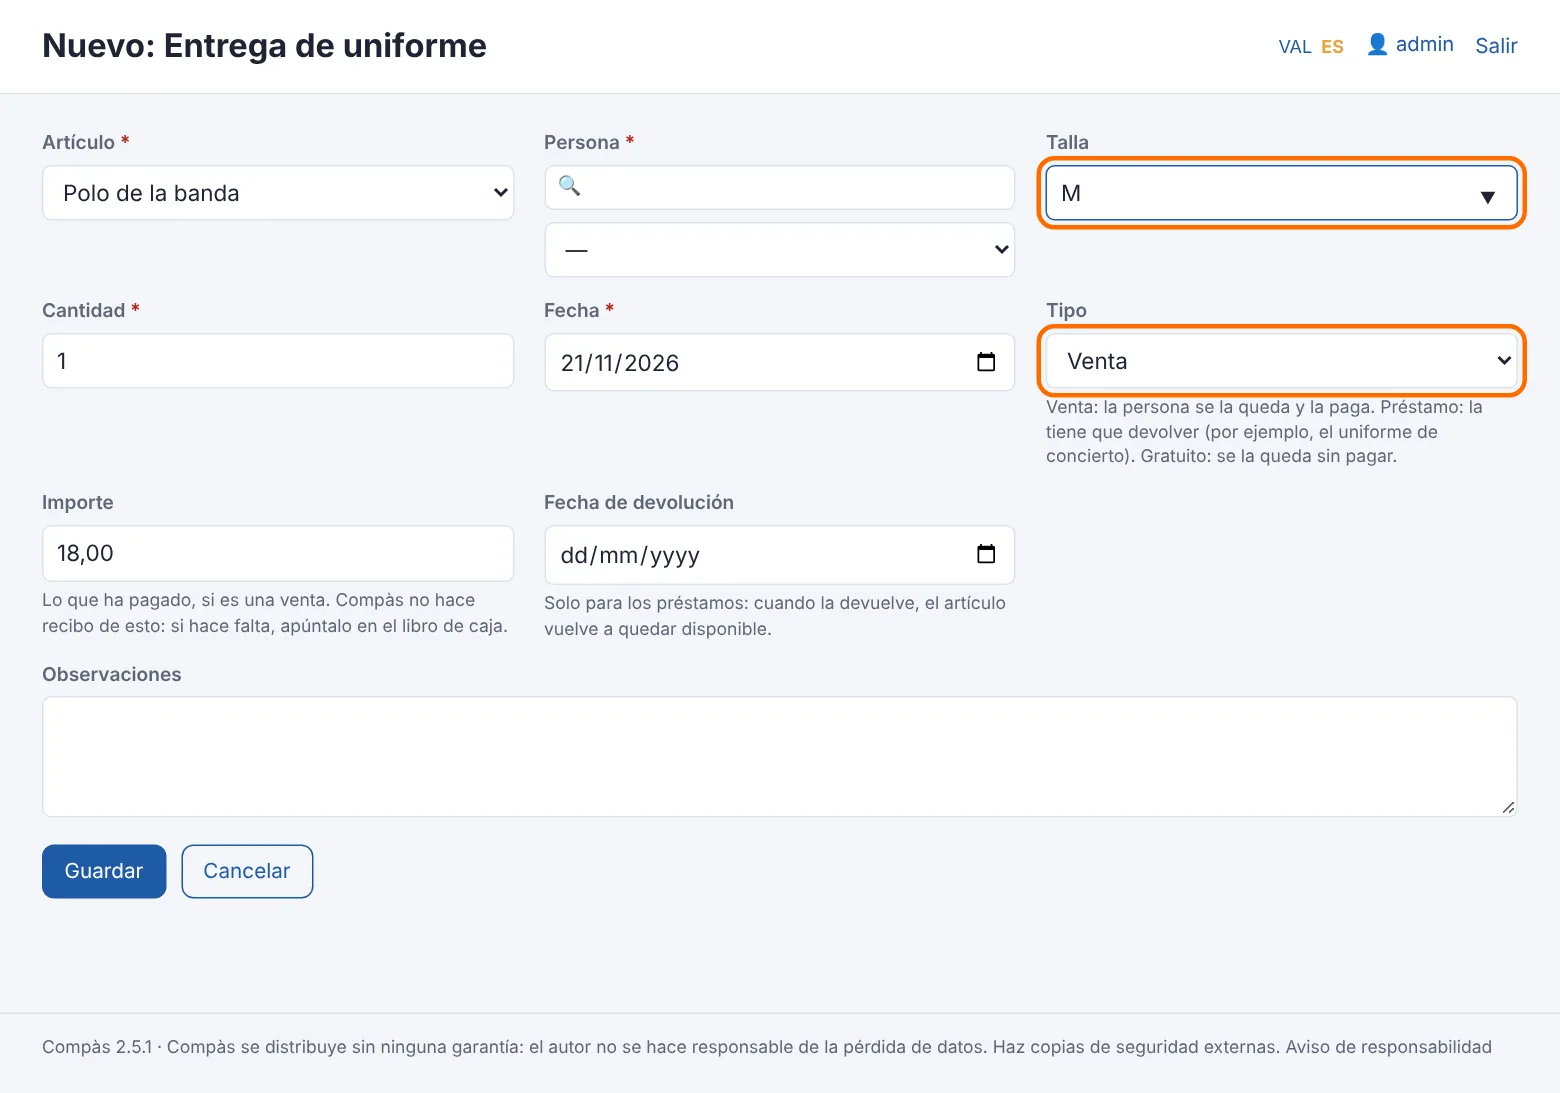 Nuevo: Entrega de uniforme
VAL ES admin Salir
Artículo *
Polo de la banda
Persona *
—
Talla
M
Cantidad *
1
Fecha *
21/11/2026
Tipo
Venta
Venta: la persona se la queda y la paga. Préstamo: la
tiene que devolver (por ejemplo, el uniforme de
concierto). Gratuito: se la queda sin pagar.
Importe
18,00
Lo que ha pagado, si es una venta. Compàs no hace
recibo de esto: si hace falta, apúntalo en el libro de caja.
Fecha de devolución
dd/mm/yyyy
Solo para los préstamos: cuando la devuelve, el artículo
vuelve a quedar disponible.
Observaciones
Guardar
Cancelar
Compàs 2.5.1 · Compàs se distribuye sin ninguna garantía: el autor no se hace responsable de la pérdida de datos. Haz copias de seguridad externas. Aviso de responsabilidad